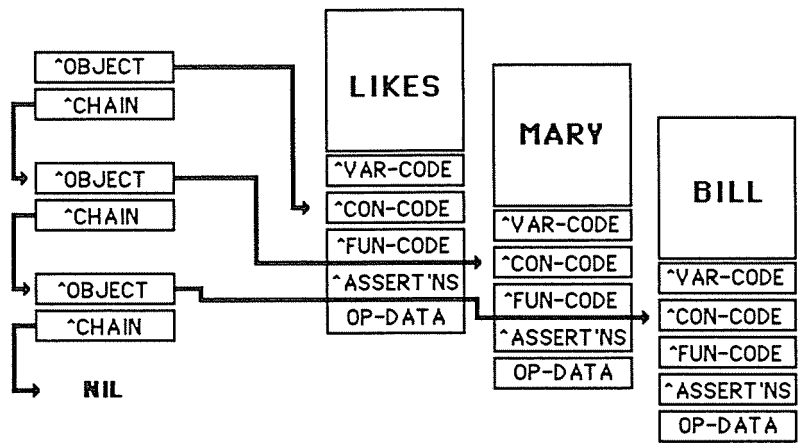 ^OBJECT
^CHAIN
^OBJECT
^CHAIN
^OBJECT
^CHAIN
NIL
LIKES
^VAR-CODE
^CON-CODE
^FUN-CODE
^ASSERT'NS
OP-DATA
MARY
^VAR-CODE
^CON-CODE
^FUN-CODE
^ASSERT'NS
OP-DATA
BILL
^VAR-CODE
^CON-CODE
^FUN-CODE
^ASSERT'NS
OP-DATA